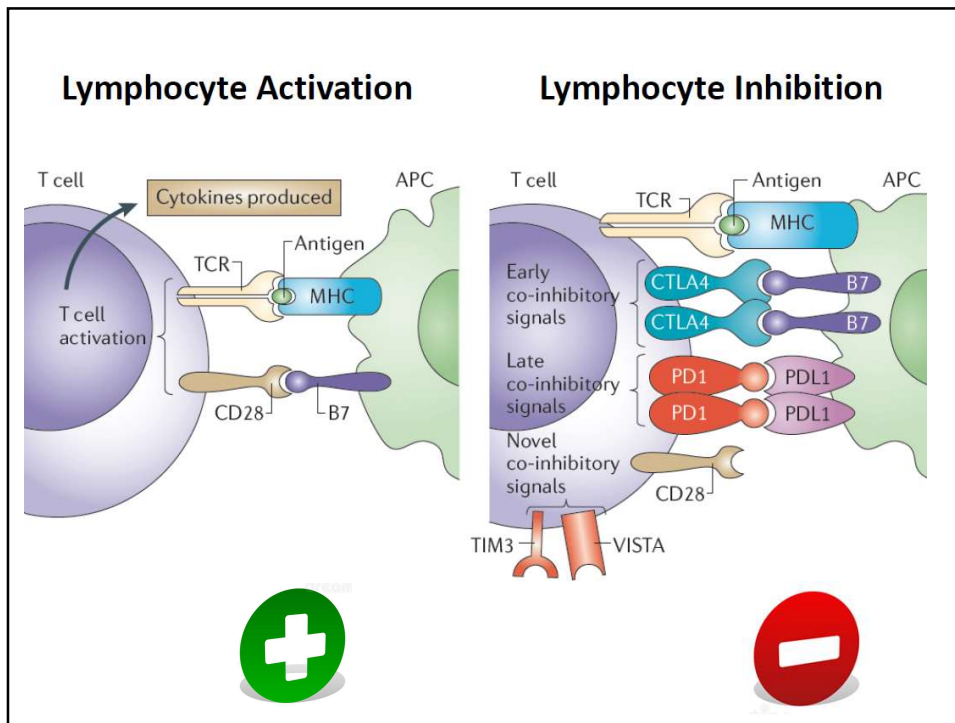 Lymphocyte Activation
T cell
APC
Cytokines produced
Antigen
TCR
MHC
T cell
activation
CD28
B7
Lymphocyte Inhibition
T cell
Antigen
APC
TCR
MHC
Early
co-inhibitory
signals
CTLA4
B7
CTLA4
B7
Late
co-inhibitory
signals
PD1
PDL1
PD1
PDL1
Novel
co-inhibitory
signals
CD28
TIM3
VISTA